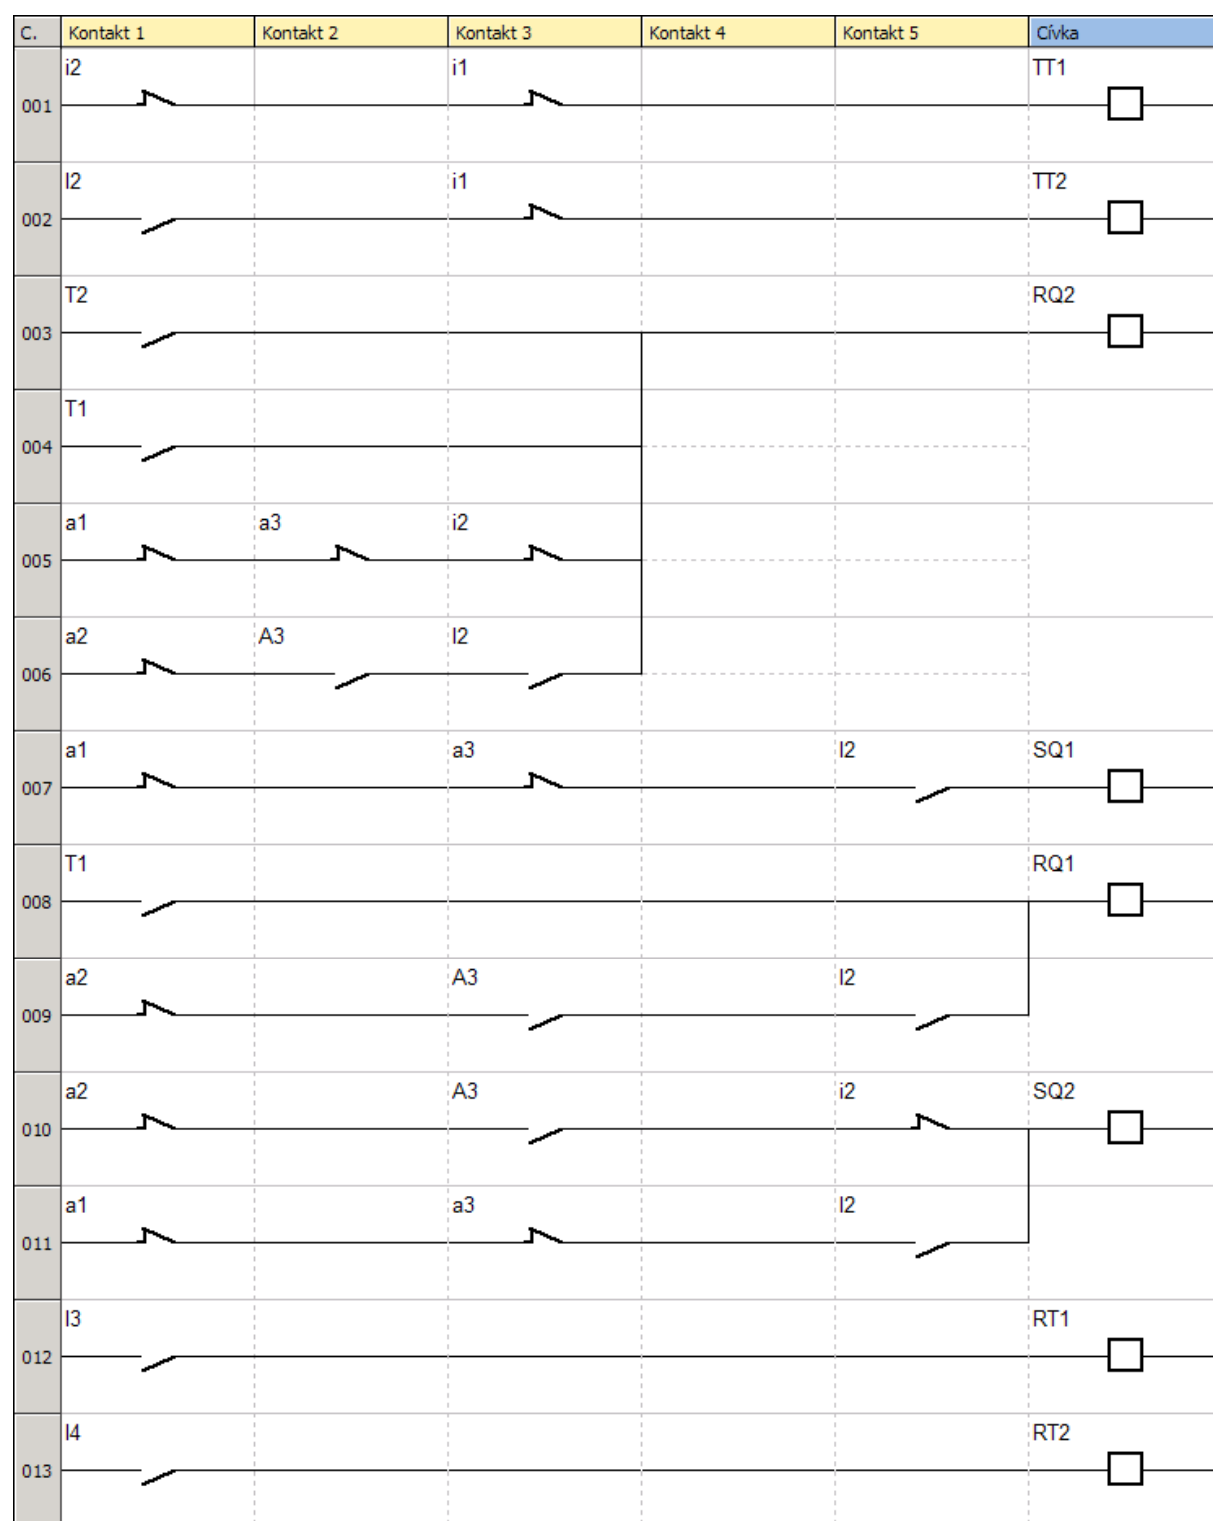 C. Kontakt 1 Kontakt 2 Kontakt 3 Kontakt 4 Kontakt 5 Cívka
i2 i1 TT1
001
I2 i1 TT2
002
T2 RQ2
003
T1
004
a1 a3 i2
005
a2 A3 I2
006
a1 a3 I2 SQ1
007
T1 RQ1
008
a2 A3 I2
009
a2 A3 i2 SQ2
010
a1 a3 I2
011
I3 RT1
012
I4 RT2
013